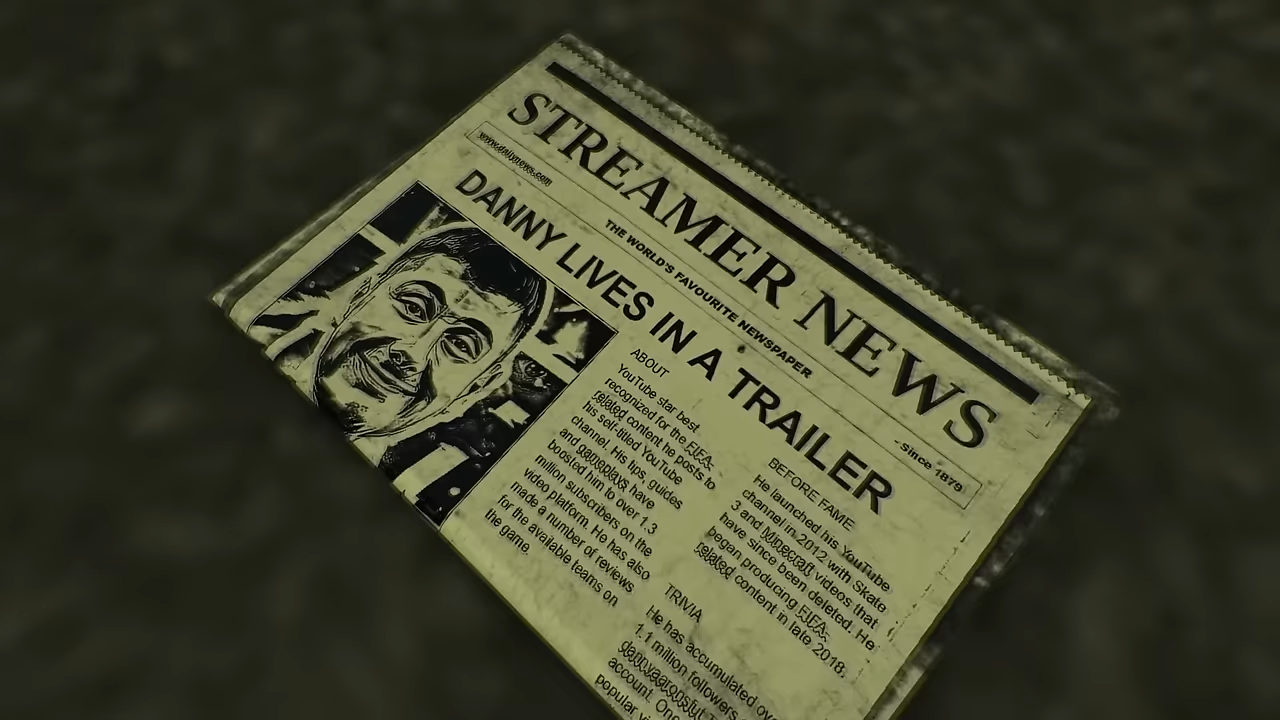 STREAMER NEWS
www.dailynews.com
THE WORLD'S FAVOURITE NEWSPAPER
- since 1879
DANNY LIVES IN A TRAILER
ABOUT
YouTube star best
recognized for the FIFA-
related content he posts to
his self-titled YouTube
channel. His tips, guides
and gameplays have
boosted him to over 1.3
million subscribers on the
video platform. He has also
made a number of reviews
for the available teams on
the game.
BEFORE FAME
He launched his YouTube
channel in 2012 with Skate
3 and Minecraft videos that
have since been deleted. He
began producing FIFA-
related content in late 2018.
TRIVIA
He has accumulated
1.1 million followers
account.
popular